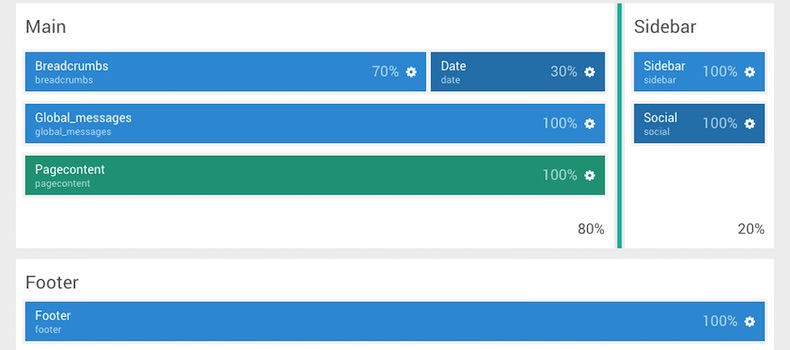 Main
Breadcrumbs
breadcrumbs
70%
Date
date
30%
Global_messages
global_messages
100%
Pagecontent
pagecontent
100%
80%
Sidebar
Sidebar
sidebar
100%
Social
social
100%
20%
Footer
Footer
footer
100%